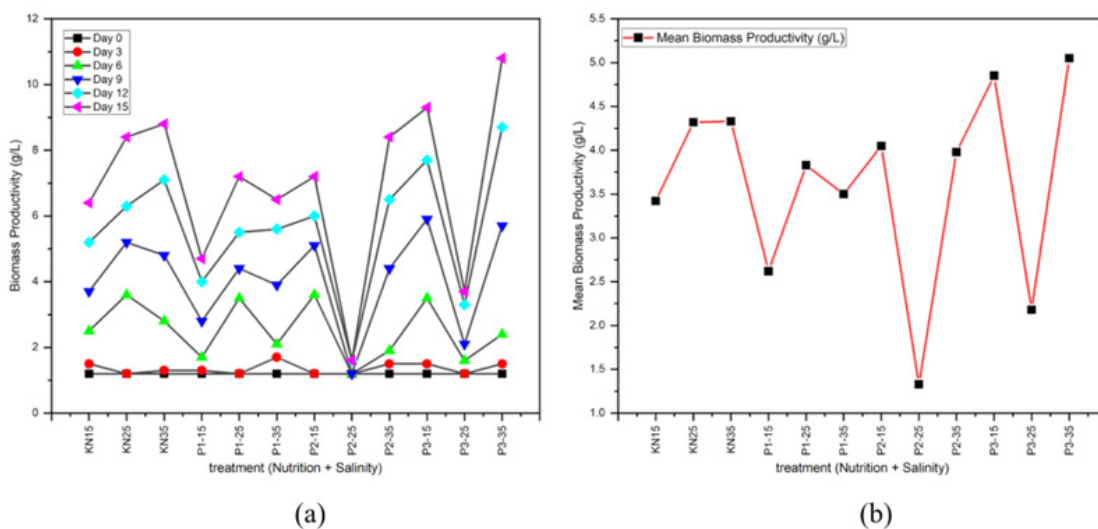 12
10
8
6
4
2
0
Biomass Productivity (g/L)
Day 0
Day 3
Day 6
Day 9
Day 12
Day 15
KN15
KN25
KN35
P1-15
P1-25
P1-35
P2-15
P2-25
P2-35
P3-15
P3-25
P3-35
treatment (Nutrition + Salinity)
(a)
5.5
5.0
4.5
4.0
3.5
3.0
2.5
2.0
1.5
1.0
Mean Biomass Productivity (g/L)
Mean Biomass Productivity (g/L)
KN15
KN25
KN35
P1-15
P1-25
P1-35
P2-15
P2-25
P2-35
P3-15
P3-25
P3-35
treatment (Nutrition + Salinity)
(b)